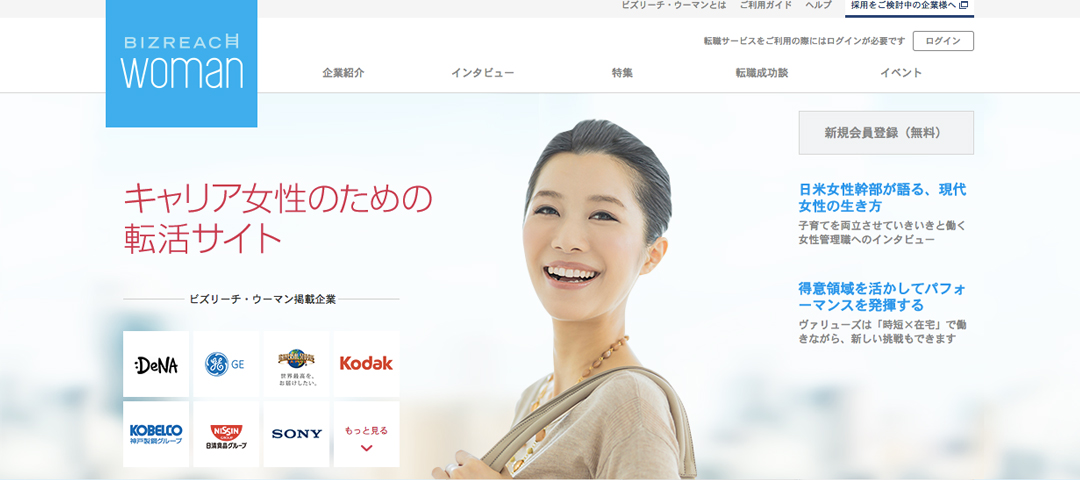 ビズリーチ・ウーマンとは ご利用ガイド ヘルプ 採用をご検討中の企業様へ
BIZREACH
woman
転職サービスをご利用の際にはログインが必要です ログイン
企業紹介 インタビュー 特集 転職成功談 イベント
新規会員登録（無料）
キャリア女性のための
転活サイト
日米女性幹部が語る、現代
女性の生き方
子育てを両立させていきいきと働く
女性管理職へのインタビュー
得意領域を活かしてパフォ
ーマンスを発揮する
ヴァリューズは「時短×在宅」で働
きながら、新しい挑戦もできます
ビズリーチ・ウーマン掲載企業
:DeNA
GE
UNIVERSAL STUDIOS
世界最高を、
お届けしたい。
Kodak
KOBELCO
神戸製鋼グループ
NISSIN
日清食品グループ
SONY
もっと見る